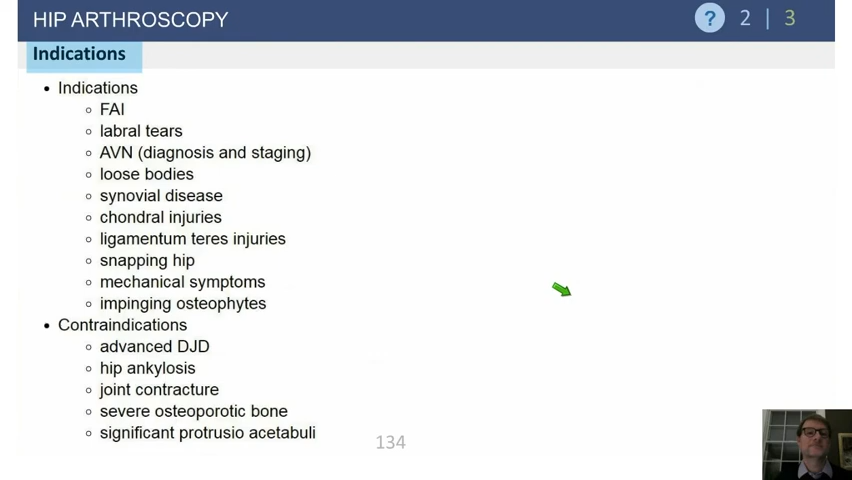 HIP ARTHROSCOPY
? 2 | 3
Indications
• Indications
FAI
labral tears
AVN (diagnosis and staging)
loose bodies
synovial disease
chondral injuries
ligamentum teres injuries
snapping hip
mechanical symptoms
impinging osteophytes
• Contraindications
advanced DJD
hip ankylosis
joint contracture
severe osteoporotic bone
significant protrusio acetabuli
134